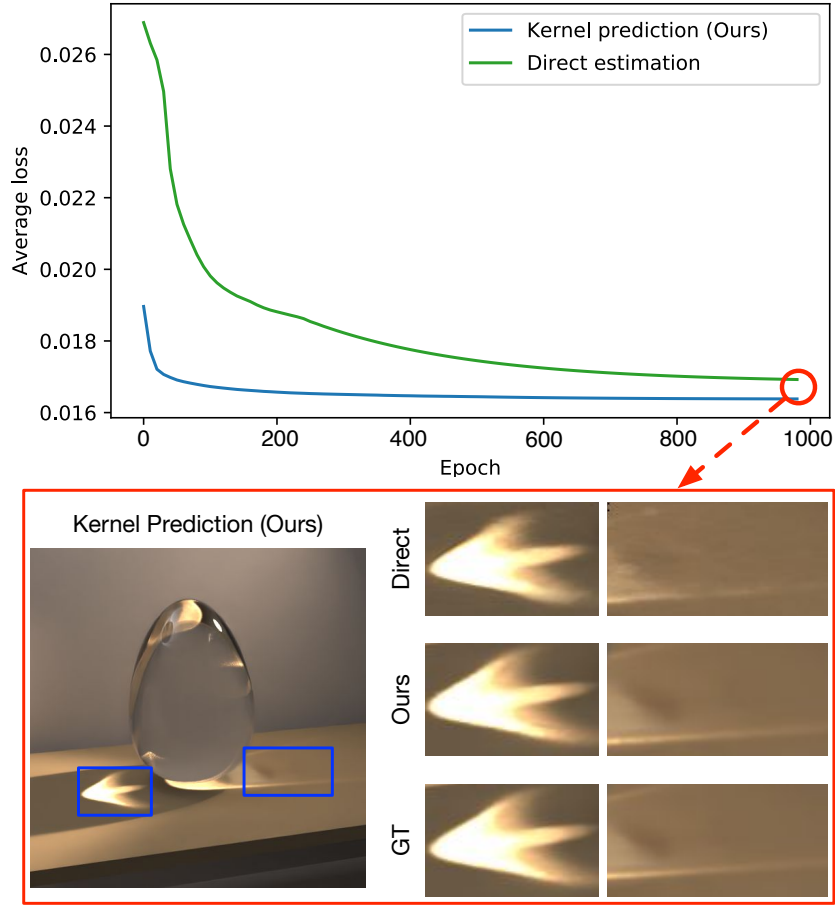 Kernel prediction (Ours)
Direct estimation
Average loss
0.026
0.024
0.022
0.020
0.018
0.016
0
200
400
600
800
1000
Epoch
Kernel Prediction (Ours)
Direct
Ours
GT